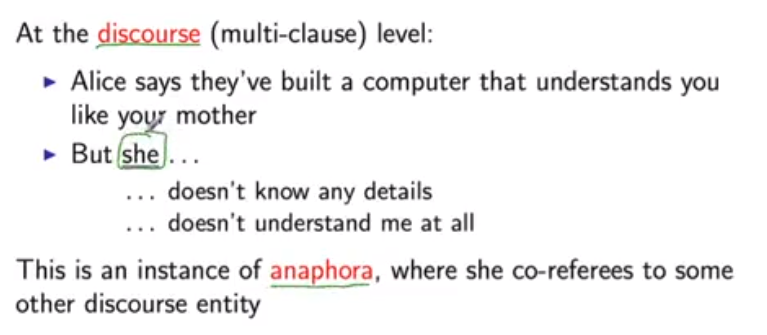 At the discourse (multi-clause) level:
▶ Alice says they've built a computer that understands you
like your mother
▶ But she ...
... doesn't know any details
... doesn't understand me at all
This is an instance of anaphora, where she co-referees to some
other discourse entity